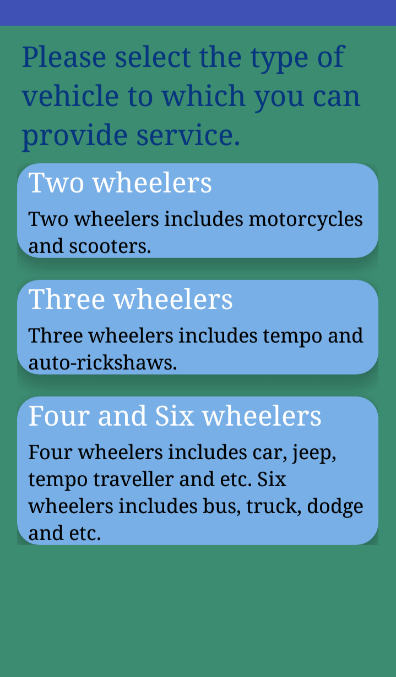 Please select the type of
vehicle to which you can
provide service.
Two wheelers
Two wheelers includes motorcycles
and scooters.
Three wheelers
Three wheelers includes tempo and
auto-rickshaws.
Four and Six wheelers
Four wheelers includes car, jeep,
tempo traveller and etc. Six
wheelers includes bus, truck, dodge
and etc.